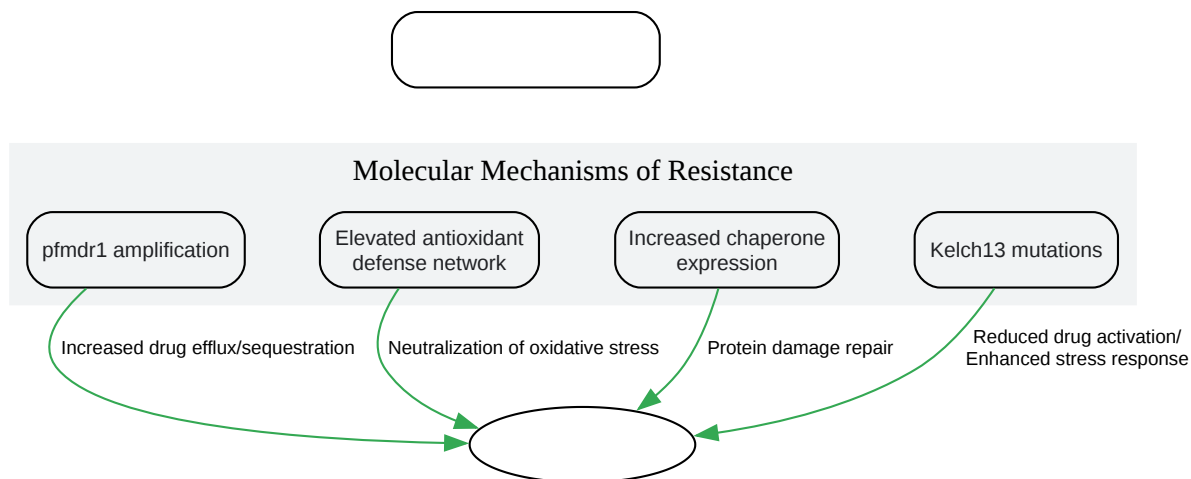 Molecular Mechanisms of Resistance
pfmdr1 amplification
Elevated antioxidant
defense network
Increased chaperone
expression
Kelch13 mutations
Increased drug efflux/sequestration
Neutralization of oxidative stress
Protein damage repair
Reduced drug activation/
Enhanced stress response